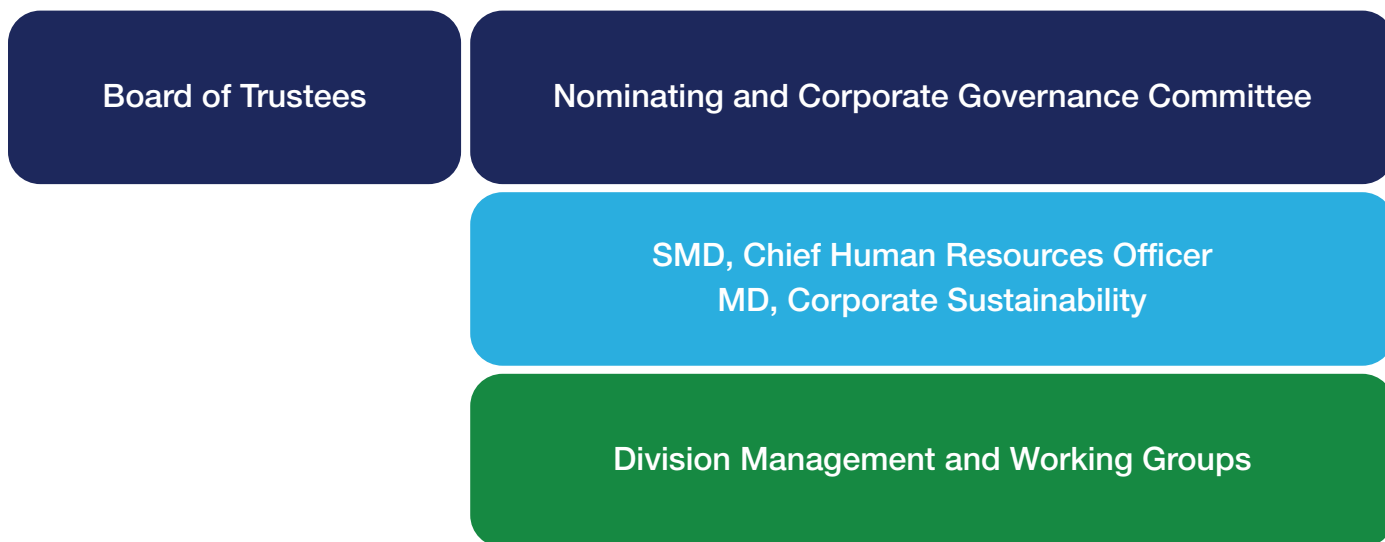 Board of Trustees
Nominating and Corporate Governance Committee
SMD, Chief Human Resources Officer
MD, Corporate Sustainability
Division Management and Working Groups